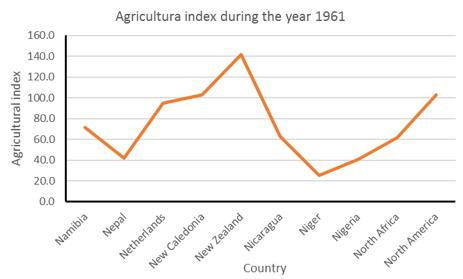 Agricultura index during the year 1961
160.0
140.0
120.0
100.0
80.0
60.0
40.0
20.0
0.0
Agricultural index
Namibia
Nepal
Netherlands
New Caledonia
New Zealand
Nicaragua
Niger
Nigeria
North Africa
North America
Country